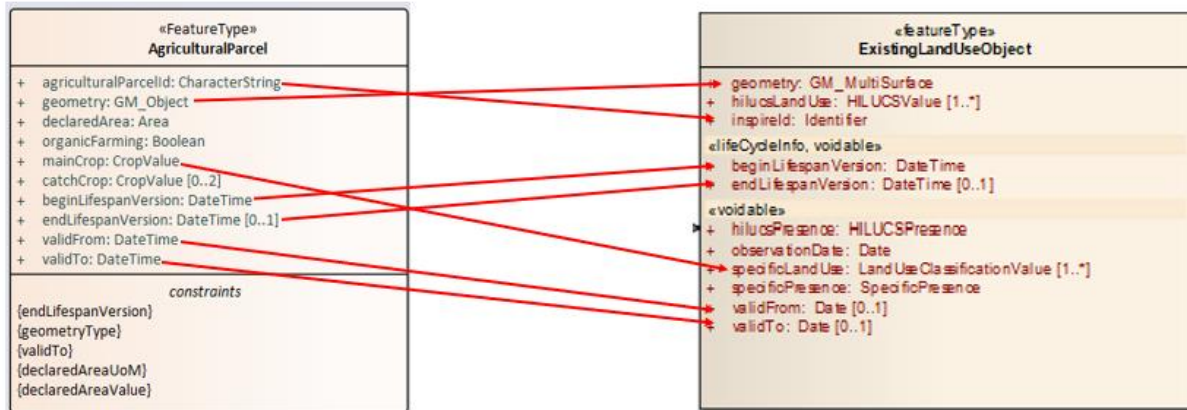 «FeatureType»
AgriculturalParcel
+ agriculturalParcelId: CharacterString
+ geometry: GM_Object
+ declaredArea: Area
+ organicFarming: Boolean
+ mainCrop: CropValue
+ catchCrop: CropValue [0..2]
+ beginLifespanVersion: DateTime
+ endLifespanVersion: DateTime [0..1]
+ validFrom: DateTime
+ validTo: DateTime
constraints
{endLifespanVersion}
{geometryType}
{validTo}
{declaredAreaUoM}
{declaredAreaValue}
«featureType»
ExistingLandUseObject
+ geometry: GM_MultiSurface
+ hilucsLandUse: HILUCSValue [1..*]
+ inspireId: Identifier
«lifeCycleInfo, voidable»
+ beginLifespanVersion: DateTime
+ endLifespanVersion: DateTime [0..1]
«voidable»
+ hilucsPresence: HILUCSPresence
+ observationDate: Date
+ specificLandUse: LandUseClassificationValue [1..*]
+ specificPresence: SpecificPresence
+ validFrom: Date [0..1]
+ validTo: Date [0..1]